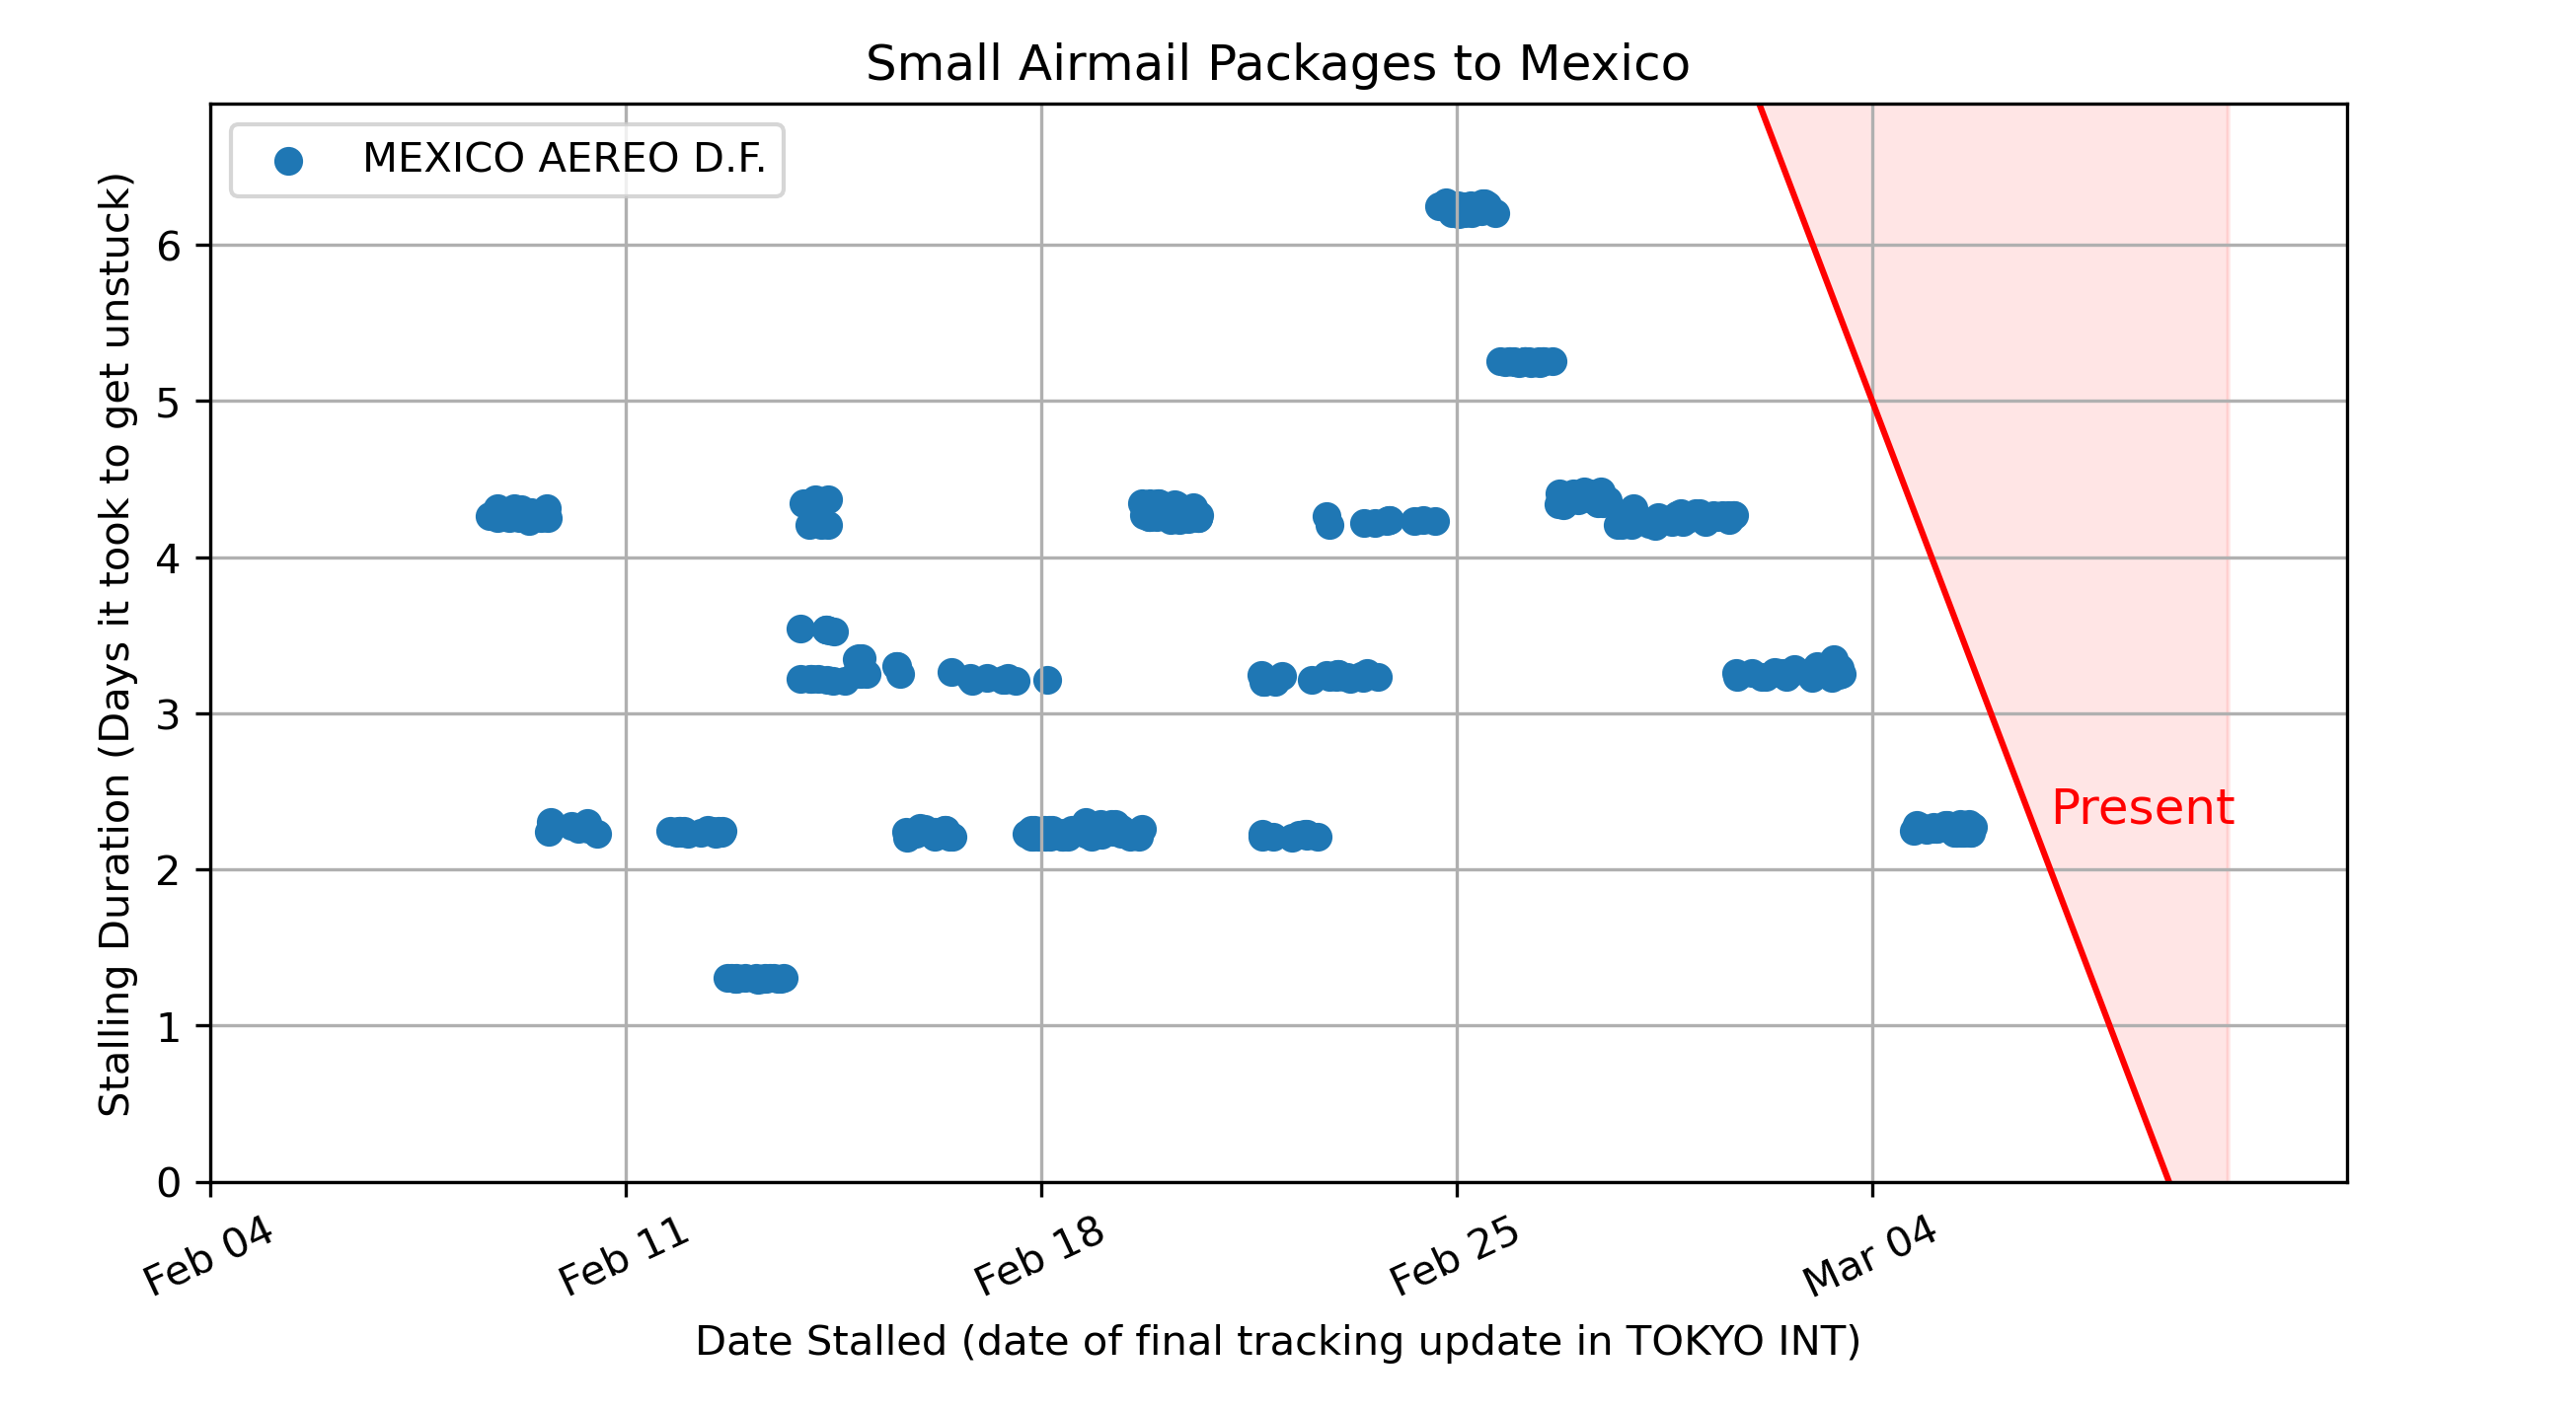 Small Airmail Packages to Mexico
MEXICO AEREO D.F.
Stalling Duration (Days it took to get unstuck)
6
5
4
3
2
1
0
Present
Feb 04
Feb 11
Feb 18
Feb 25
Mar 04
Date Stalled (date of final tracking update in TOKYO INT)